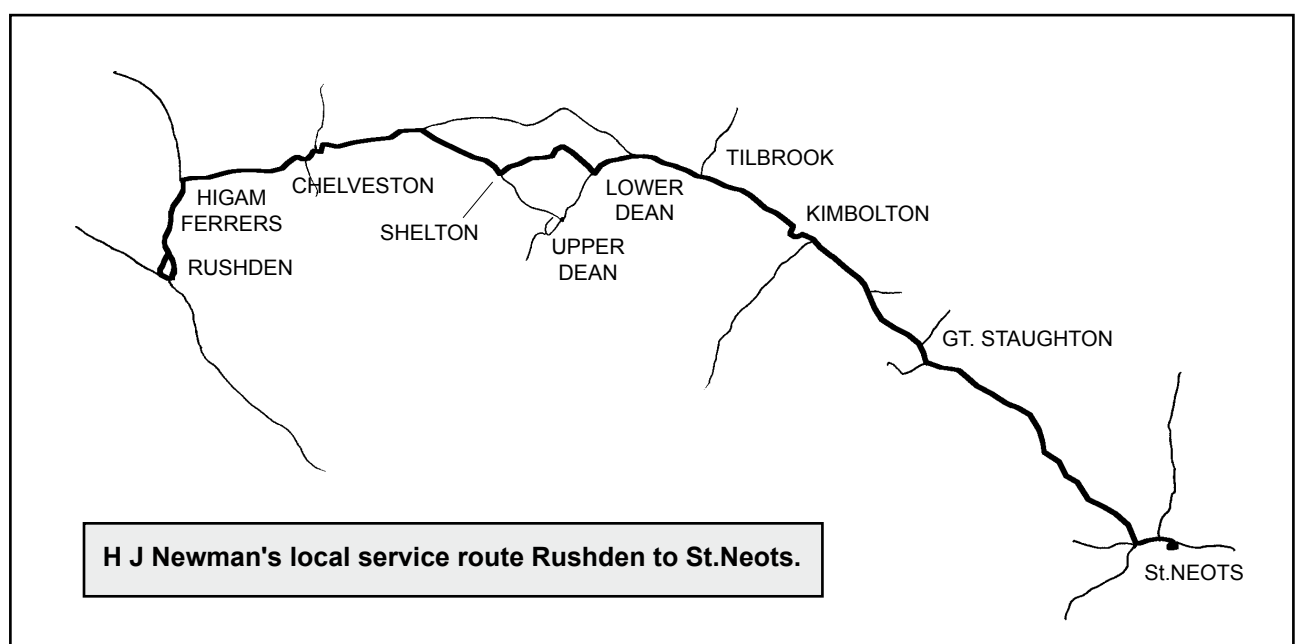 TILBROOK
CHELVESTON
HIGAM
FERRERS
LOWER
DEAN
KIMBOLTON
SHELTON
UPPER
DEAN
RUSHDEN
GT. STAUGHTON
H J Newman's local service route Rushden to St.Neots.
St.NEOTS